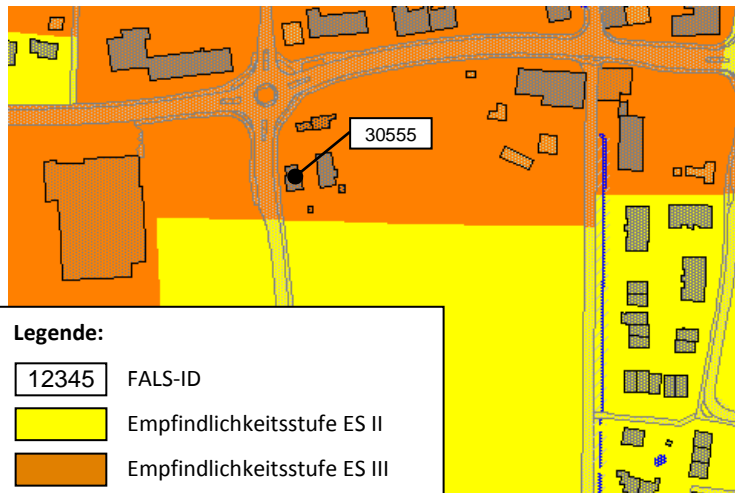 30555
Legende:
12345 FALS-ID
Empfindlichkeitsstufe ES II
Empfindlichkeitsstufe ES III